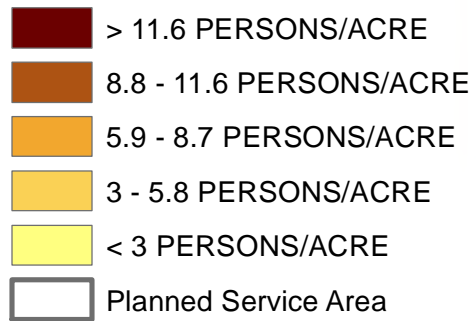 > 11.6 PERSONS/ACRE
8.8 - 11.6 PERSONS/ACRE
5.9 - 8.7 PERSONS/ACRE
3 - 5.8 PERSONS/ACRE
< 3 PERSONS/ACRE
Planned Service Area